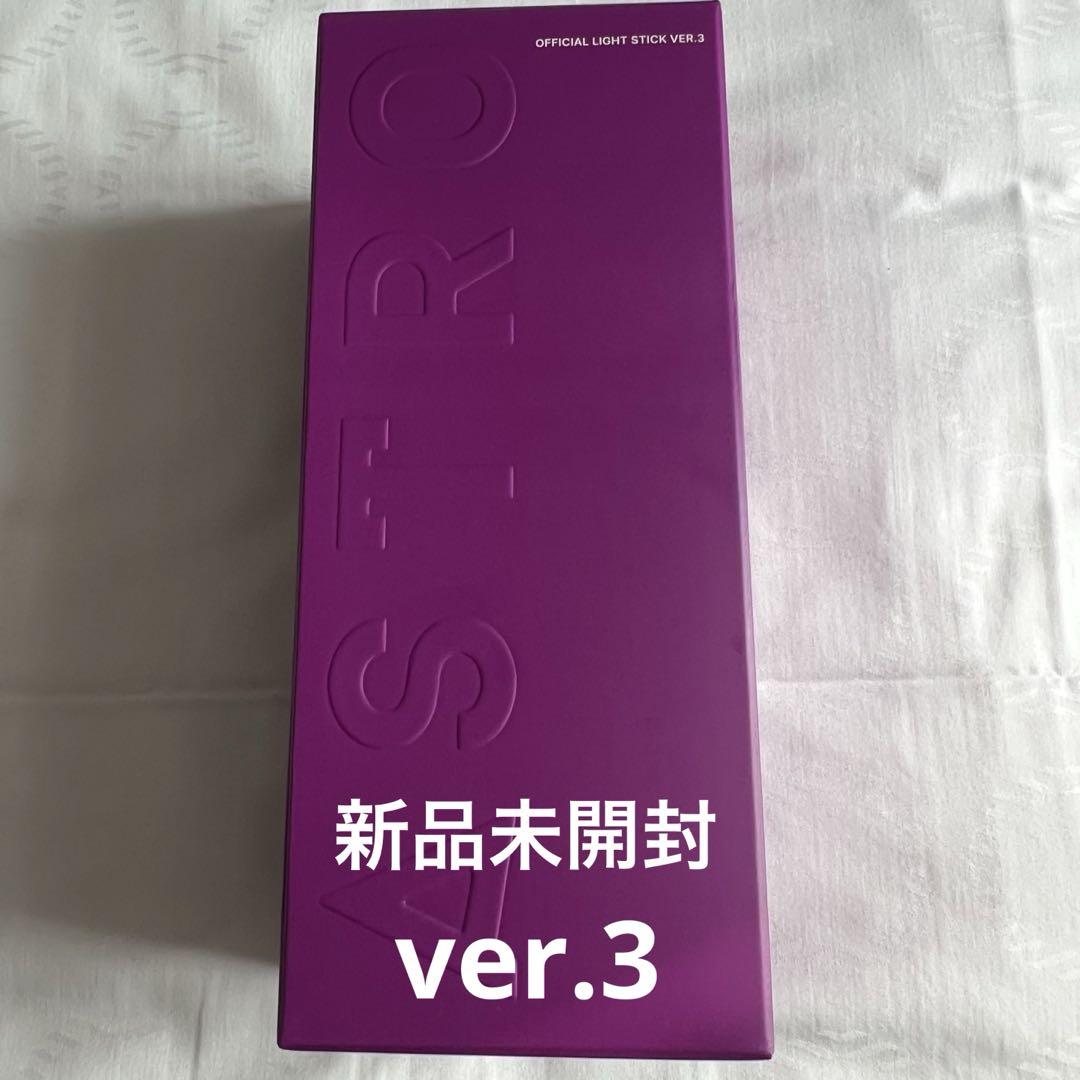 OFFICIAL LIGHT STICK VER.3
ASTRO
新品未開封
ver.3